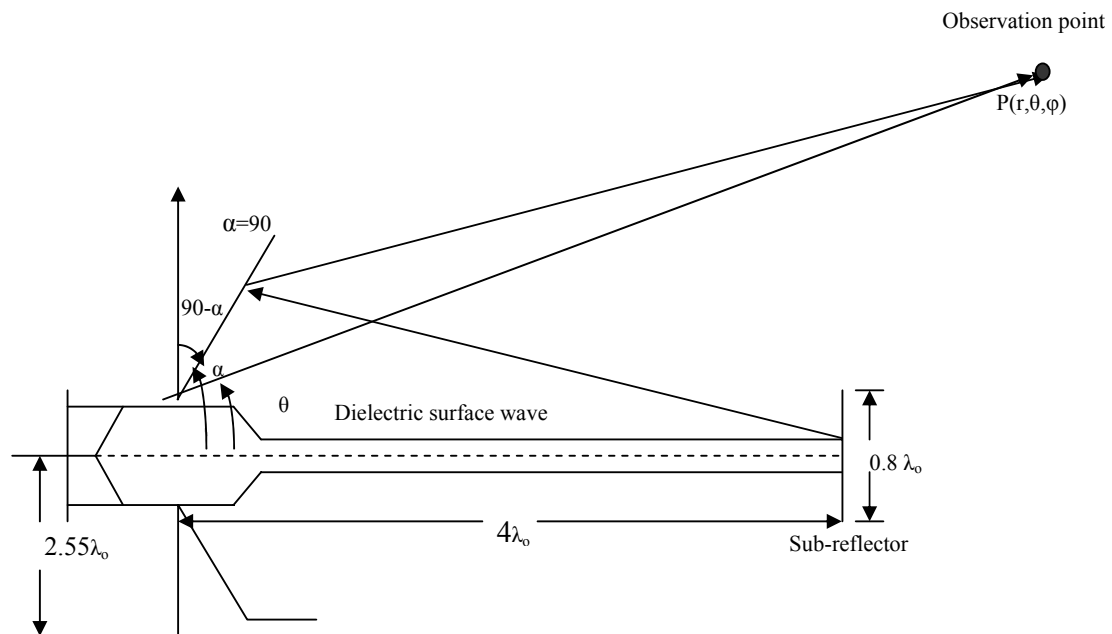 Observation point
P(r,θ,φ)
α=90
90-α
α
θ
Dielectric surface wave
0.8 λₒ
4λₒ
2.55λₒ
Sub-reflector